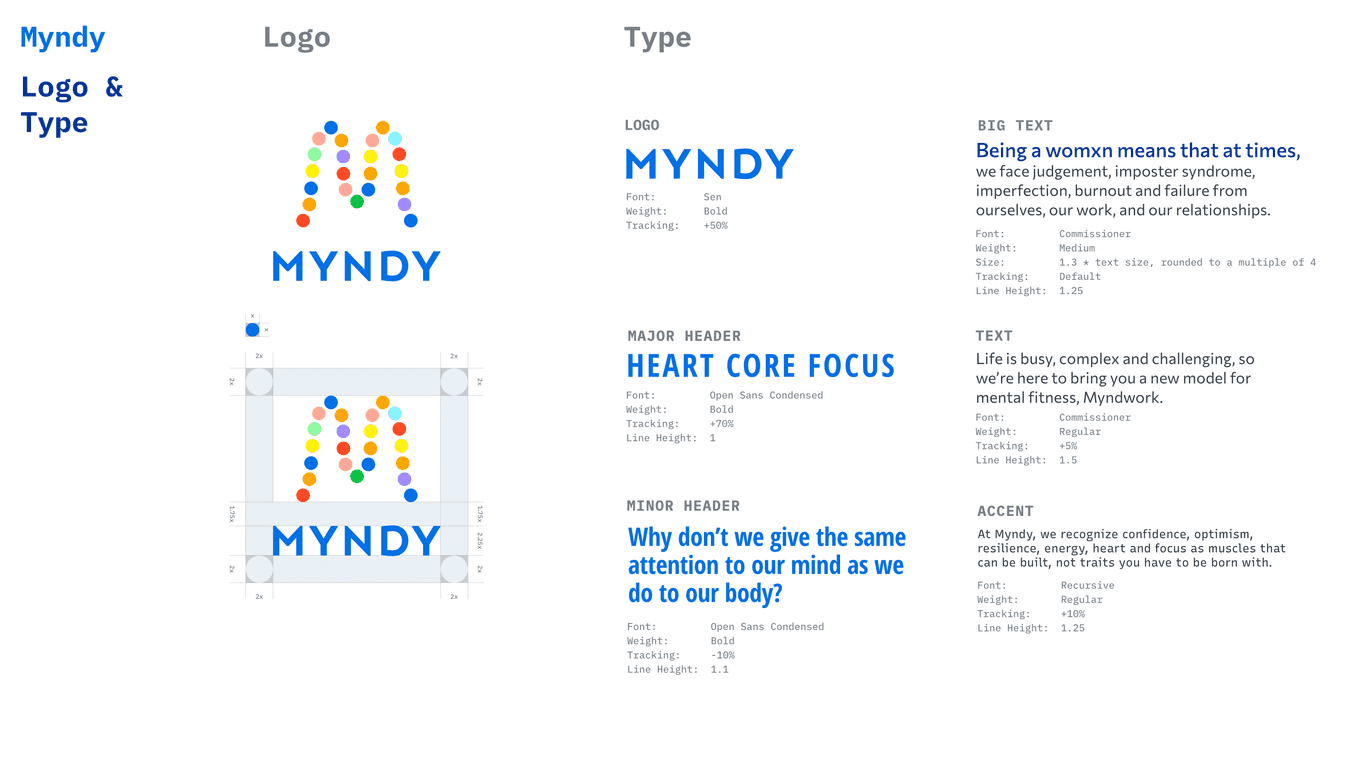 Myndy
Logo &
Type
Logo
MYNDY
x
x
2x
2x
2x
2x
1.75x
1.75x
2.25x
2x
2x
2x
2x
MYNDY
Type
LOGO
MYNDY
Font: Sen
Weight: Bold
Tracking: +50%
MAJOR HEADER
HEART CORE FOCUS
Font: Open Sans Condensed
Weight: Bold
Tracking: +70%
Line Height: 1
MINOR HEADER
Why don’t we give the same
attention to our mind as we
do to our body?
Font: Open Sans Condensed
Weight: Bold
Tracking: -10%
Line Height: 1.1
BIG TEXT
Being a womxn means that at times,
we face judgement, imposter syndrome,
imperfection, burnout and failure from
ourselves, our work, and our relationships.
Font: Commissioner
Weight: Medium
Size: 1.3 * text size, rounded to a multiple of 4
Tracking: Default
Line Height: 1.25
TEXT
Life is busy, complex and challenging, so
we’re here to bring you a new model for
mental fitness, Myndwork.
Font: Commissioner
Weight: Regular
Tracking: +5%
Line Height: 1.5
ACCENT
At Myndy, we recognize confidence, optimism,
resilience, energy, heart and focus as muscles that
can be built, not traits you have to be born with.
Font: Recursive
Weight: Regular
Tracking: +10%
Line Height: 1.25